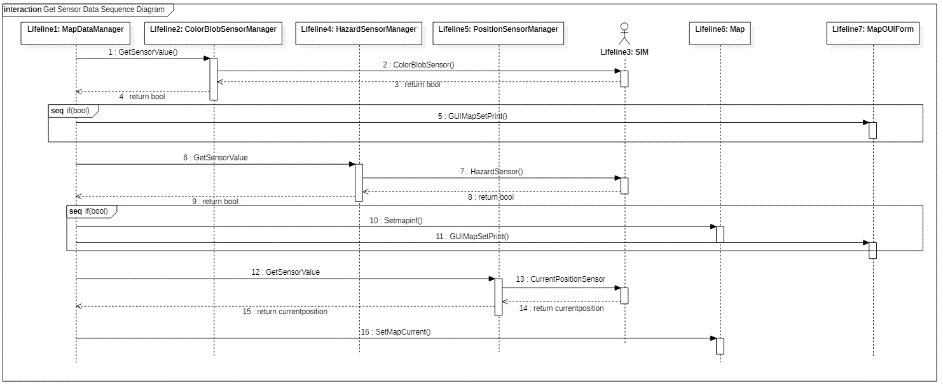 interaction Get Sensor Data Sequence Diagram
Lifeline1: MapDataManager
Lifeline2: ColorBlobSensorManager
Lifeline4: HazardSensorManager
Lifeline5: PositionSensorManager
Lifeline3: SIM
Lifeline6: Map
Lifeline7: MapGUIForm
1 : GetSensorValue()
2 : ColorBlobSensor()
3 : return bool
4 : return bool
seq if(bool)
5 : GUIMapSetPrint()
6 : GetSensorValue
7 : HazardSensor()
8 : return bool
9 : return bool
seq if(bool)
10 : Setmapinf()
11 : GUIMapSetPrint()
12 : GetSensorValue
13 : CurrentPositionSensor
14 : return currentposition
15 : return currentposition
16 : SetMapCurrent()